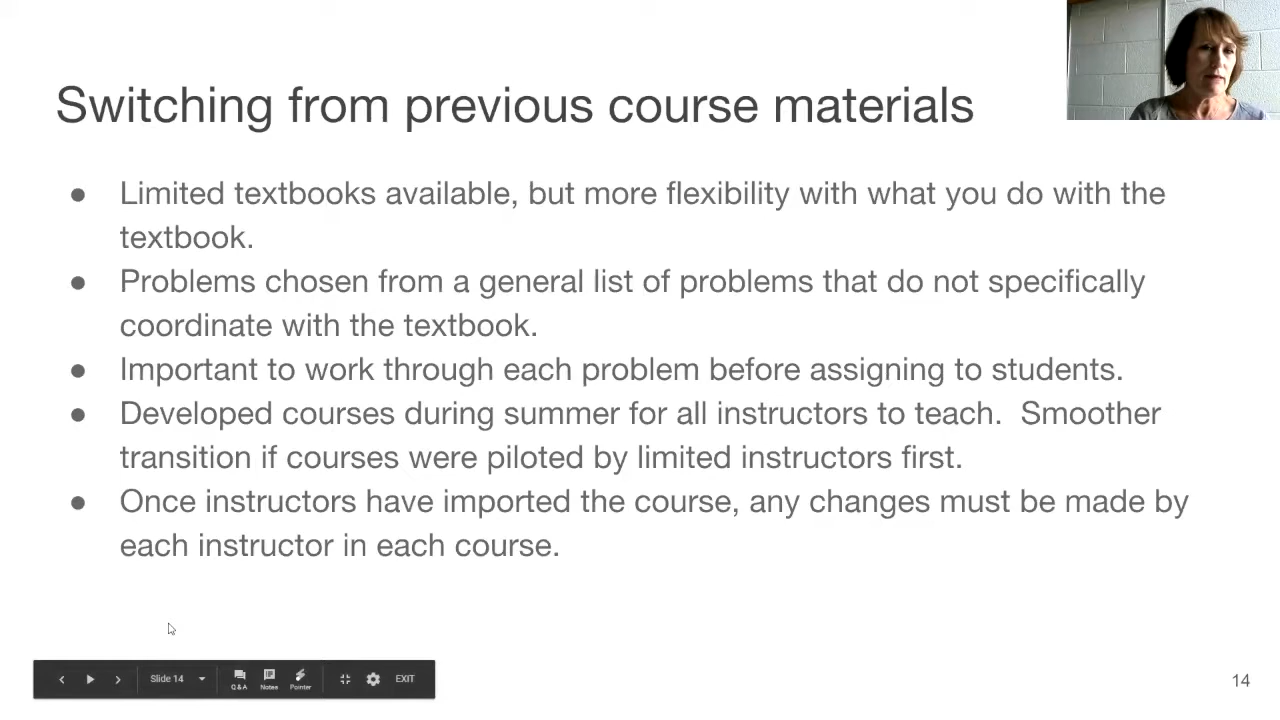 Switching from previous course materials
● Limited textbooks available, but more flexibility with what you do with the
textbook.
● Problems chosen from a general list of problems that do not specifically
coordinate with the textbook.
● Important to work through each problem before assigning to students.
● Developed courses during summer for all instructors to teach.  Smoother
transition if courses were piloted by limited instructors first.
● Once instructors have imported the course, any changes must be made by
each instructor in each course.
Slide 14
Q&A
Notes
Pointer
EXIT
14